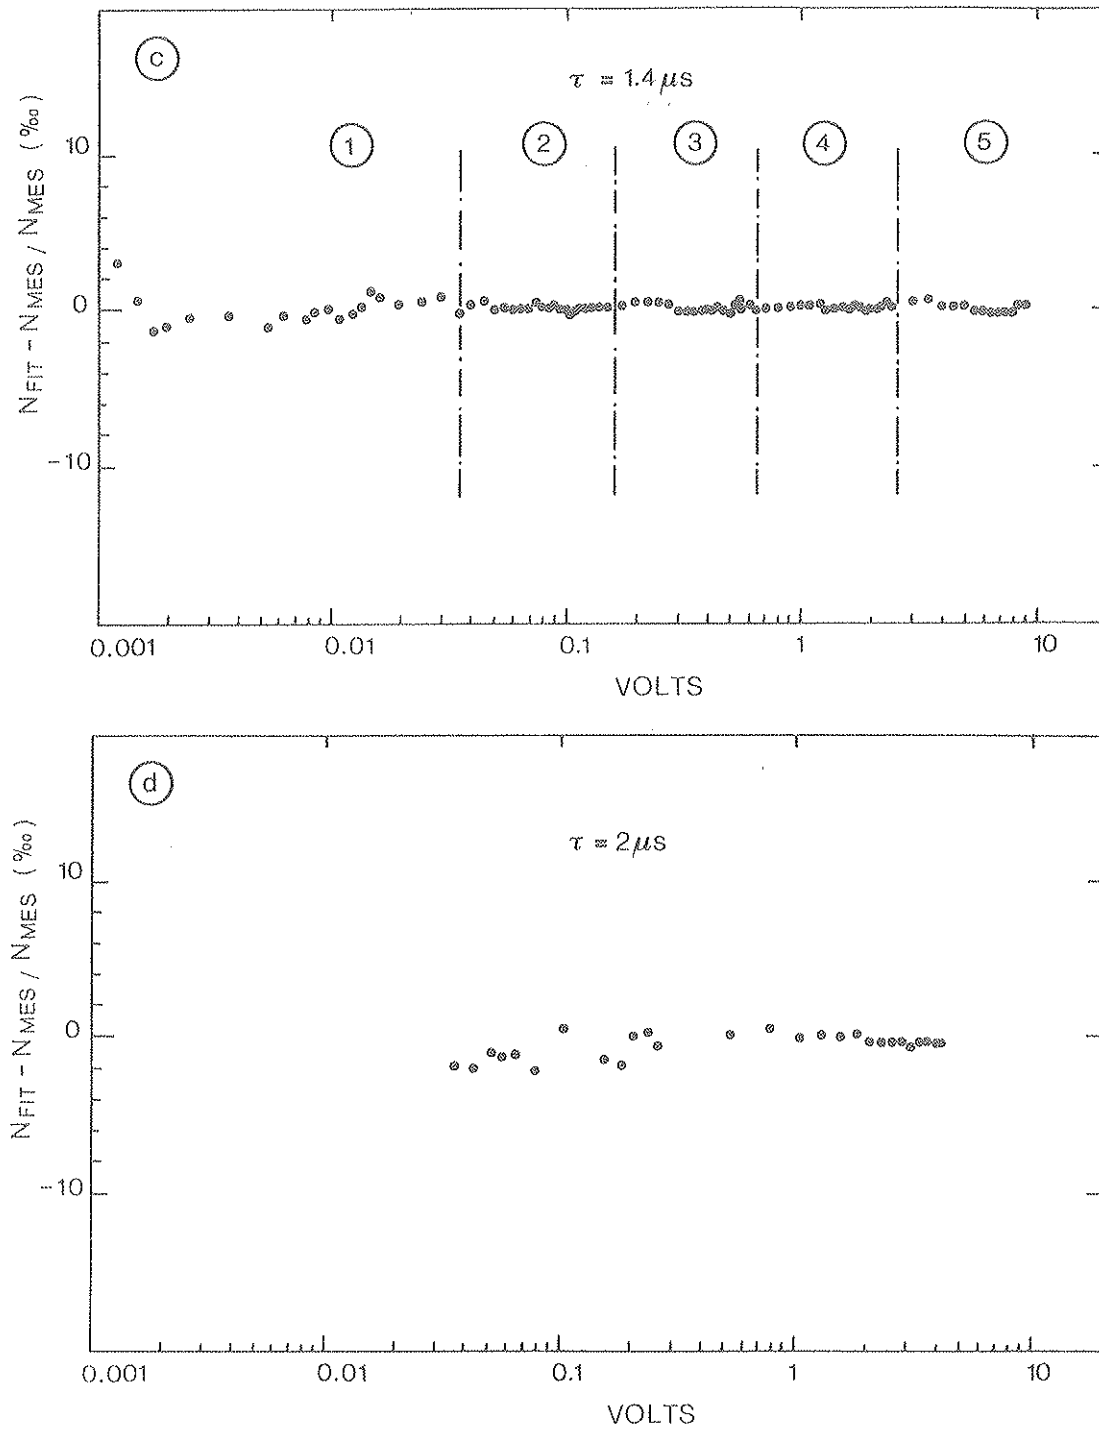 c
τ = 1.4 μs
1 2 3 4 5
10
0
-10
NFIT - NMES / NMES (‰)
0.001 0.01 0.1 1 10
VOLTS
d
τ = 2 μs
10
0
-10
NFIT - NMES / NMES (‰)
0.001 0.01 0.1 1 10
VOLTS